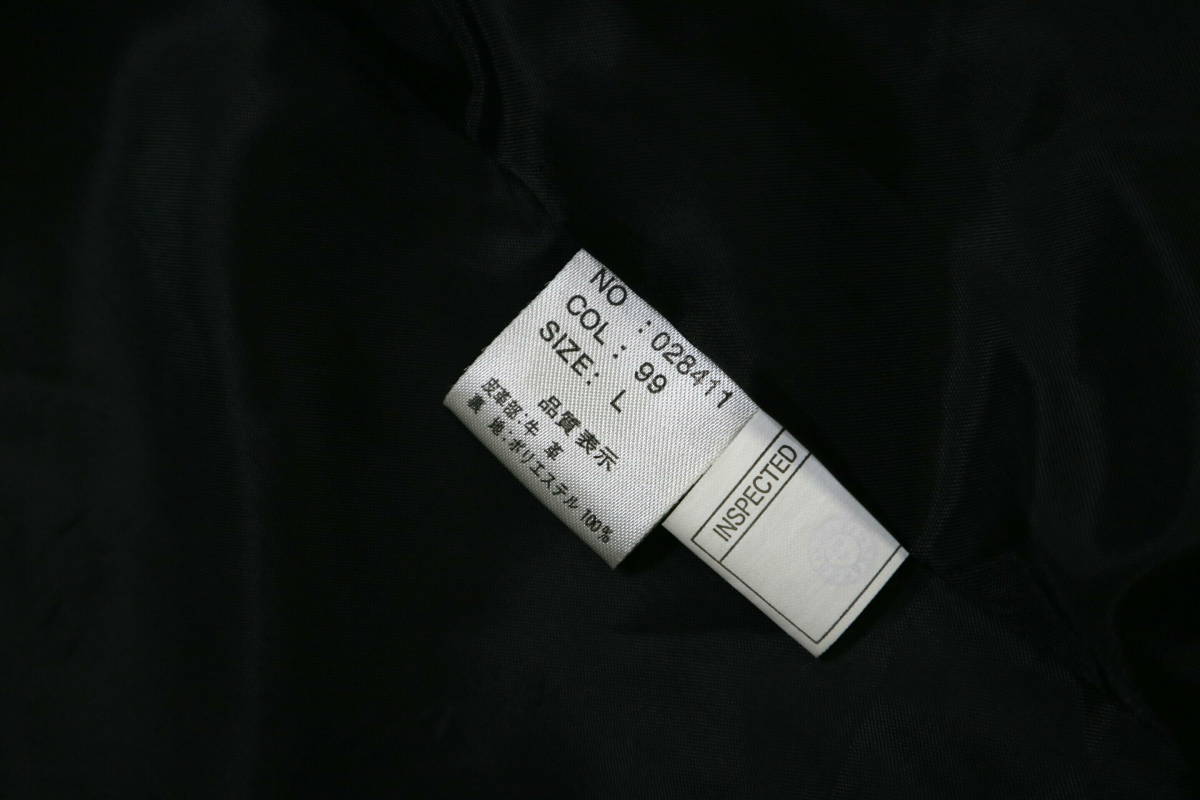 NO : 028411
COL : 99
SIZE : L
品質表示
皮革部:牛 革
裏 地:ポリエステル 100%
INSPECTED